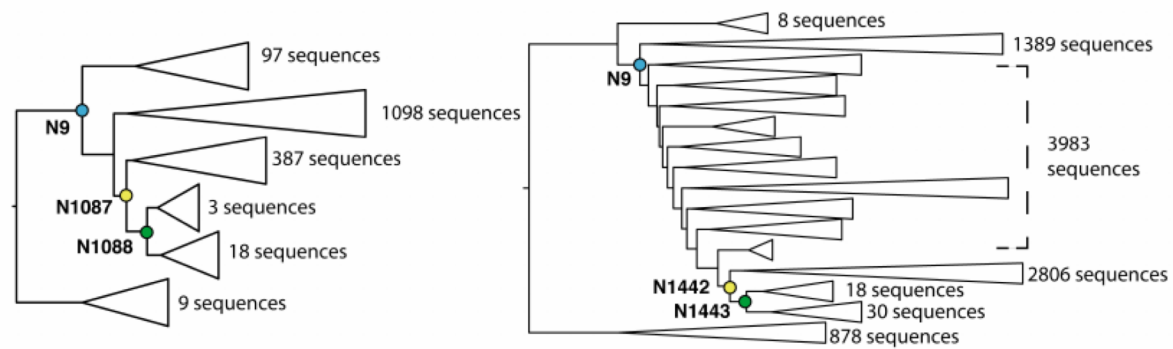 97 sequences
N9
1098 sequences
387 sequences
N1087
3 sequences
N1088
18 sequences
9 sequences
8 sequences
1389 sequences
N9
3983
sequences
2806 sequences
N1442
18 sequences
N1443
30 sequences
878 sequences